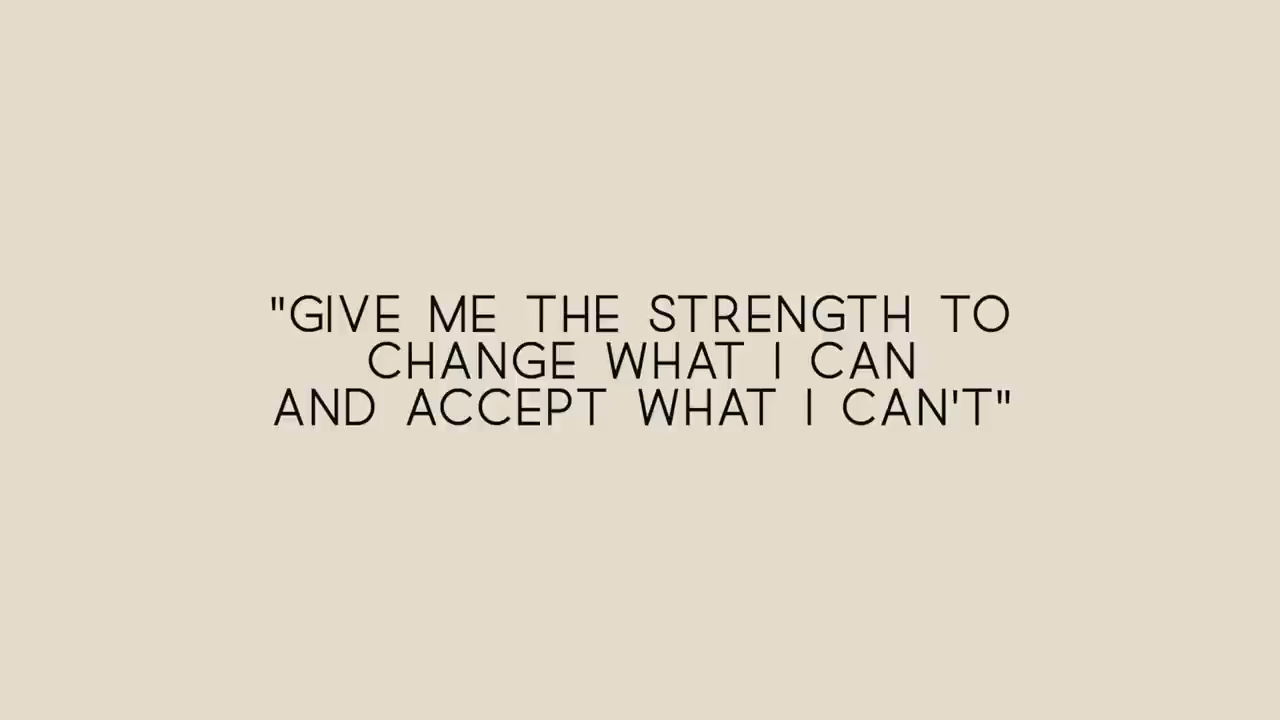 "GIVE ME THE STRENGTH TO
CHANGE WHAT I CAN
AND ACCEPT WHAT I CAN'T"